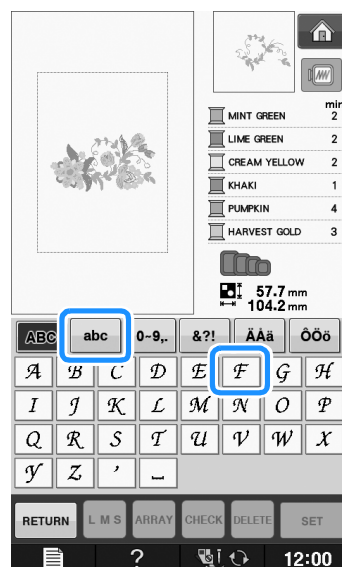 min
MINT GREEN 2
LIME GREEN 2
CREAM YELLOW 2
KHAKI 1
PUMPKIN 4
HARVEST GOLD 3
57.7 mm
104.2 mm
ABC abc 0~9,. &?! ÄÅä ÔÖö
A B C D E F G H
I J K L M N O P
Q R S T U V W X
Y Z ’ ⎵
RETURN L M S ARRAY CHECK DELETE SET
? 12:00